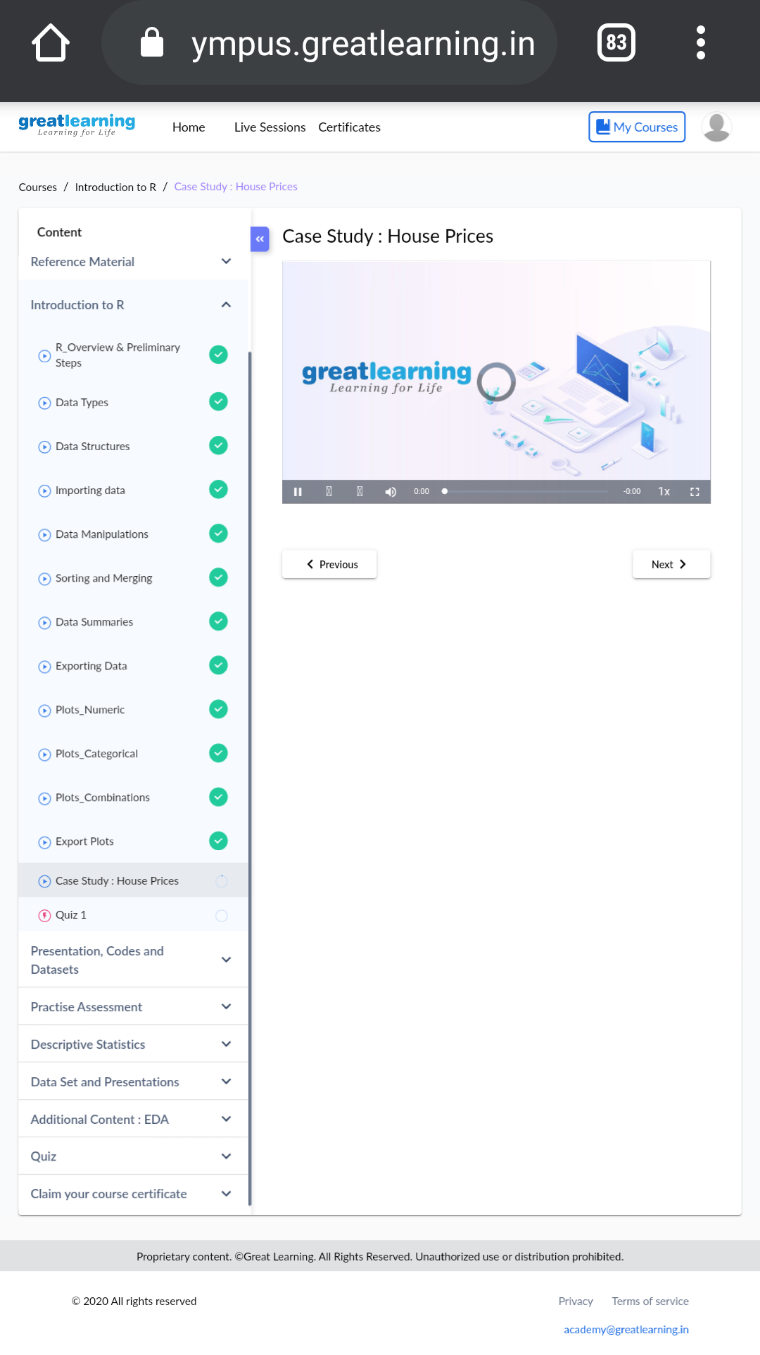 ympus.greatlearning.in
83
greatlearning
Learning for Life
Home
Live Sessions
Certificates
My Courses
Courses / Introduction to R / Case Study : House Prices
Content
Reference Material
Introduction to R
R_Overview & Preliminary
Steps
Data Types
Data Structures
Importing data
Data Manipulations
Sorting and Merging
Data Summaries
Exporting Data
Plots_Numeric
Plots_Categorical
Plots_Combinations
Export Plots
Case Study : House Prices
Quiz 1
Presentation, Codes and
Datasets
Practise Assessment
Descriptive Statistics
Data Set and Presentations
Additional Content : EDA
Quiz
Claim your course certificate
Case Study : House Prices
greatlearning
Learning for Life
0:00
-0:00
1x
Previous
Next
Proprietary content. ©Great Learning. All Rights Reserved. Unauthorized use or distribution prohibited.
© 2020 All rights reserved
Privacy
Terms of service
academy@greatlearning.in